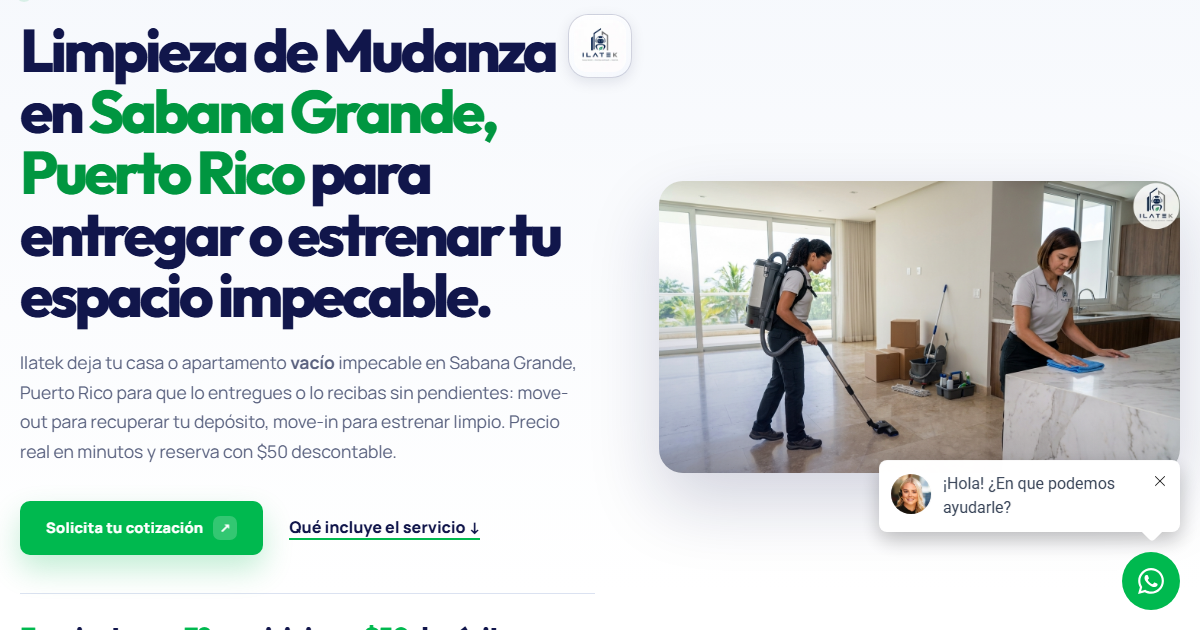 Limpieza de Mudanza
en Sabana Grande,
Puerto Rico para
entregar o estrenar tu
espacio impecable.
ILATEK
Ilatek deja tu casa o apartamento vacío impecable en Sabana Grande,
Puerto Rico para que lo entregues o lo recibas sin pendientes: move-
out para recuperar tu depósito, move-in para estrenar limpio. Precio
real en minutos y reserva con $50 descontable.
Solicita tu cotización ↗
Qué incluye el servicio ↓
ILATEK
¡Hola! ¿En que podemos
ayudarle?